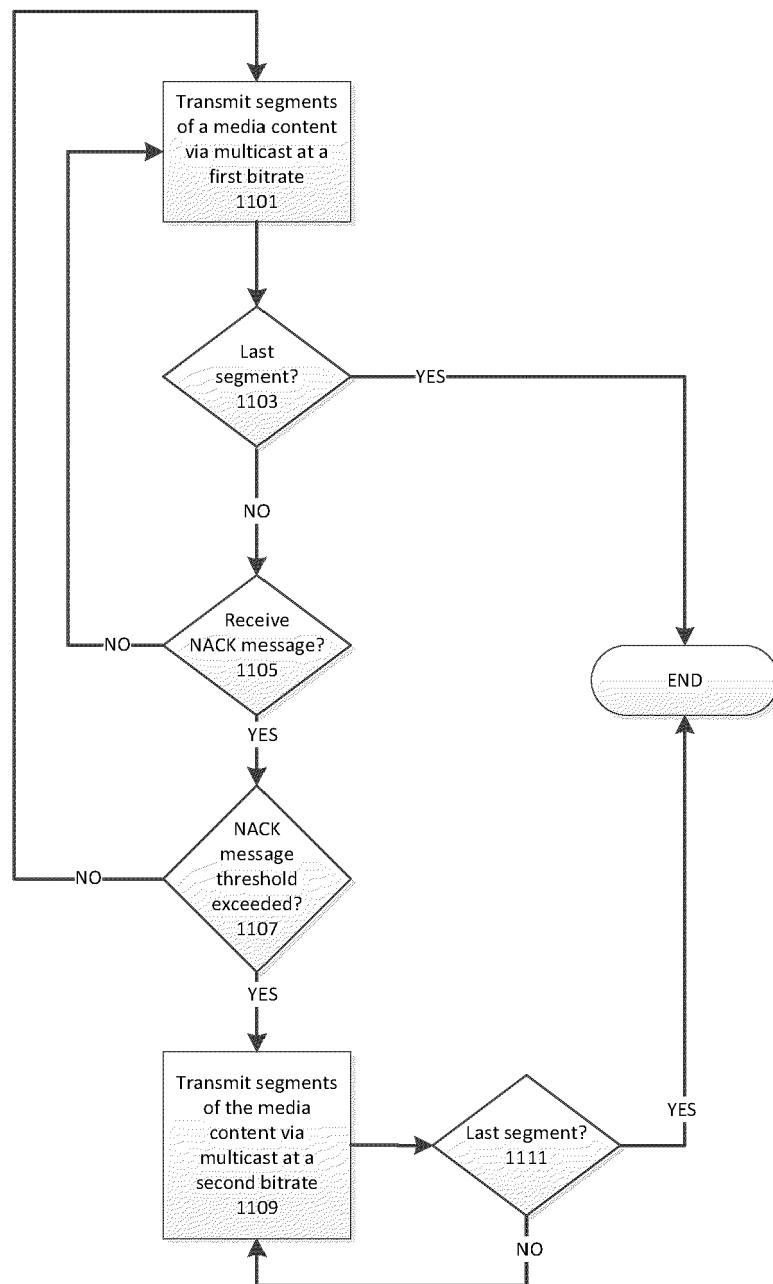 Transmit segments
of a media content
via multicast at a
first bitrate
1101
Last
segment?
1103
YES
NO
Receive
NACK message?
1105
NO
END
YES
NACK
message
threshold
exceeded?
1107
NO
YES
Transmit segments
of the media
content via
multicast at a
second bitrate
1109
Last segment?
1111
YES
NO